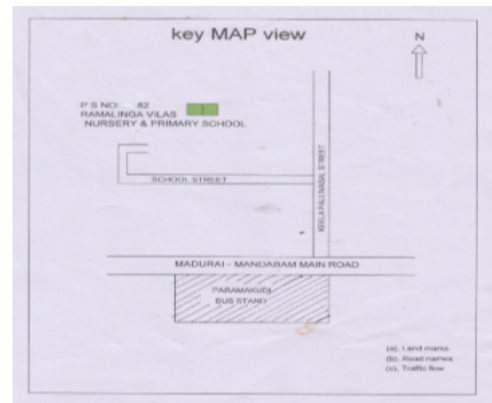 key MAP view
N
P S NO: 82
RAMALINGA VILAS
NURSERY & PRIMARY SCHOOL
SCHOOL STREET
MADURAI - MANDABAM MAIN ROAD
PARAMAKUDI
BUS STAND
(a). Land marks
(b). Road names
(c). Traffic flow